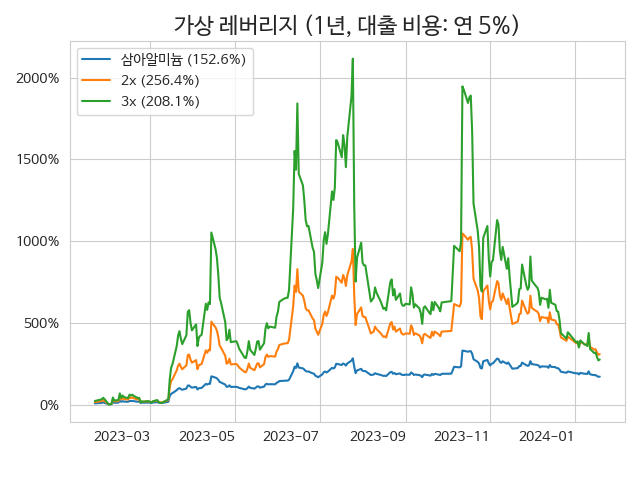 가상 레버리지 (1년, 대출 비용: 연 5%)
삼아알미늄 (152.6%)
2x (256.4%)
3x (208.1%)
2000%
1500%
1000%
500%
0%
2023-03 2023-05 2023-07 2023-09 2023-11 2024-01